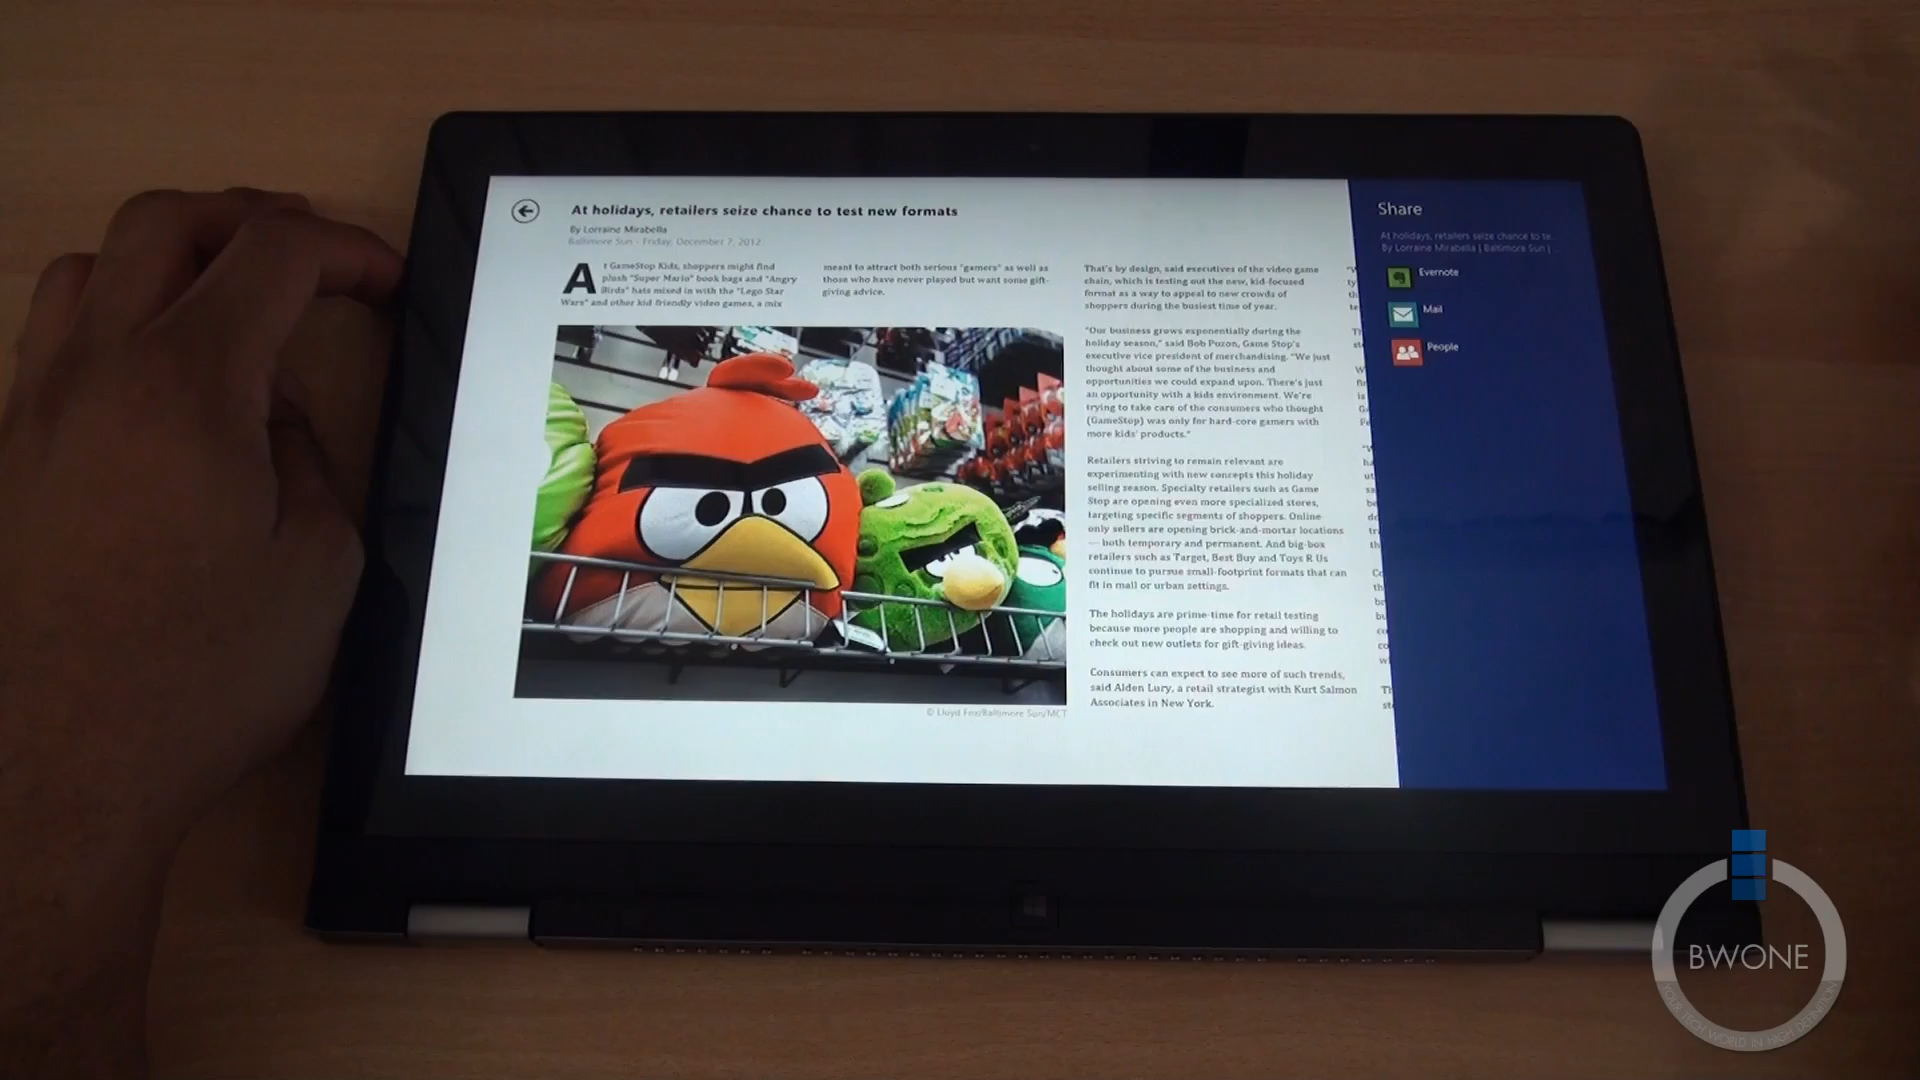 At holidays, retailers seize chance to test new formats
By Lorraine Mirabella
Baltimore Sun - Friday, December 7, 2012
At GameStop Kids, shoppers might find
plush "Super Mario" book bags and "Angry
Birds" hats mixed in with the "Lego Star
Wars" and other kid friendly video games, a mix
meant to attract both serious "gamers" as well as
those who have never played but want some gift-
giving advice.
© Lloyd Fox/Baltimore Sun/MCT
That's by design, said executives of the video game
chain, which is testing out the new, kid-focused
format as a way to appeal to new crowds of
shoppers during the busiest time of year.
"Our business grows exponentially during the
holiday season," said Bob Puzon, Game Stop's
executive vice president of merchandising. "We just
thought about some of the business and
opportunities we could expand upon. There's just
an opportunity with a kids environment. We're
trying to take care of the consumers who thought
(GameStop) was only for hard-core gamers with
more kids' products."
Retailers striving to remain relevant are
experimenting with new concepts this holiday
selling season. Specialty retailers such as Game
Stop are opening even more specialized stores,
targeting specific segments of shoppers. Online-
only sellers are opening brick-and-mortar locations
— both temporary and permanent. And big-box
retailers such as Target, Best Buy and Toys R Us
continue to pursue small-footprint formats that can
fit in mall or urban settings.
The holidays are prime-time for retail testing
because more people are shopping and willing to
check out new outlets for gift-giving ideas.
Consumers can expect to see more of such trends,
said Alden Lury, a retail strategist with Kurt Salmon
Associates in New York.
Share
At holidays, retailers seize chance to te...
By Lorraine Mirabella | Baltimore Sun | ...
Evernote
Mail
People
BWONE
YOUR TECH WORLD IN HIGH DEFINITION